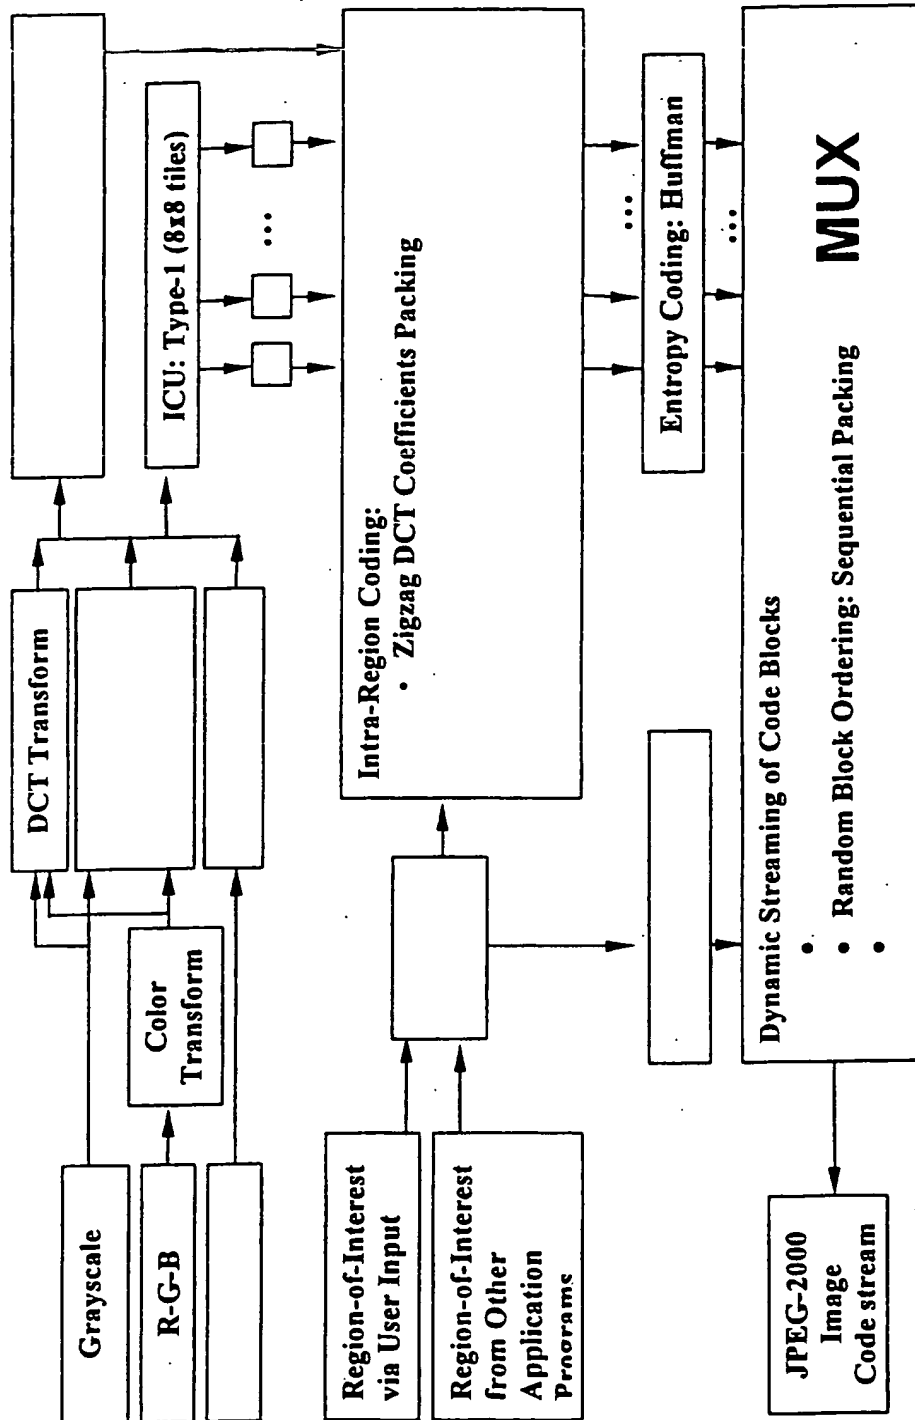 Grayscale
R-G-B
Color
Transform
DCT Transform
ICU: Type-1 (8x8 tiles)
...
Region-of-Interest
via User Input
Region-of-Interest
from Other
Application
Programs
Intra-Region Coding:
• Zigzag DCT Coefficients Packing
...
Entropy Coding: Huffman
...
Dynamic Streaming of Code Blocks
•
• Random Block Ordering: Sequential Packing
•
MUX
JPEG-2000
Image
Code stream